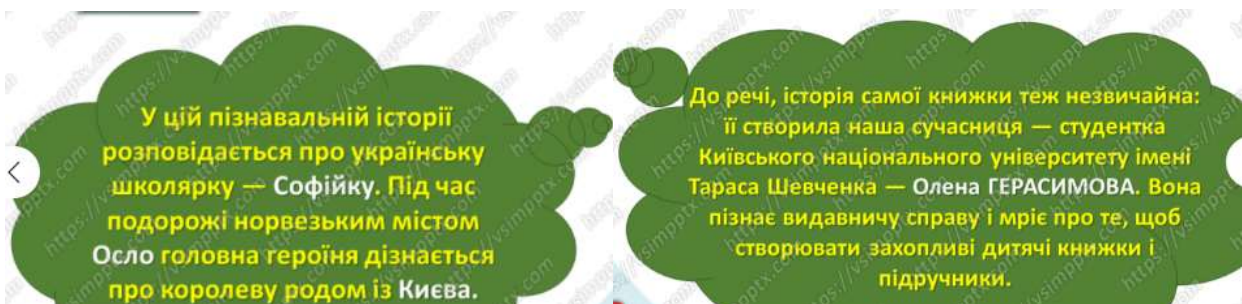 У цій пізнавальній історії
розповідається про українську
школярку — Софійку. Під час
подорожі норвезьким містом
Осло головна героїня дізнається
про королеву родом із Києва.
До речі, історія самої книжки теж незвичайна:
її створила наша сучасниця — студентка
Київського національного університету імені
Тараса Шевченка — Олена ГЕРАСИМОВА. Вона
пізнає видавничу справу і мріє про те, щоб
створювати захопливі дитячі книжки і
підручники.